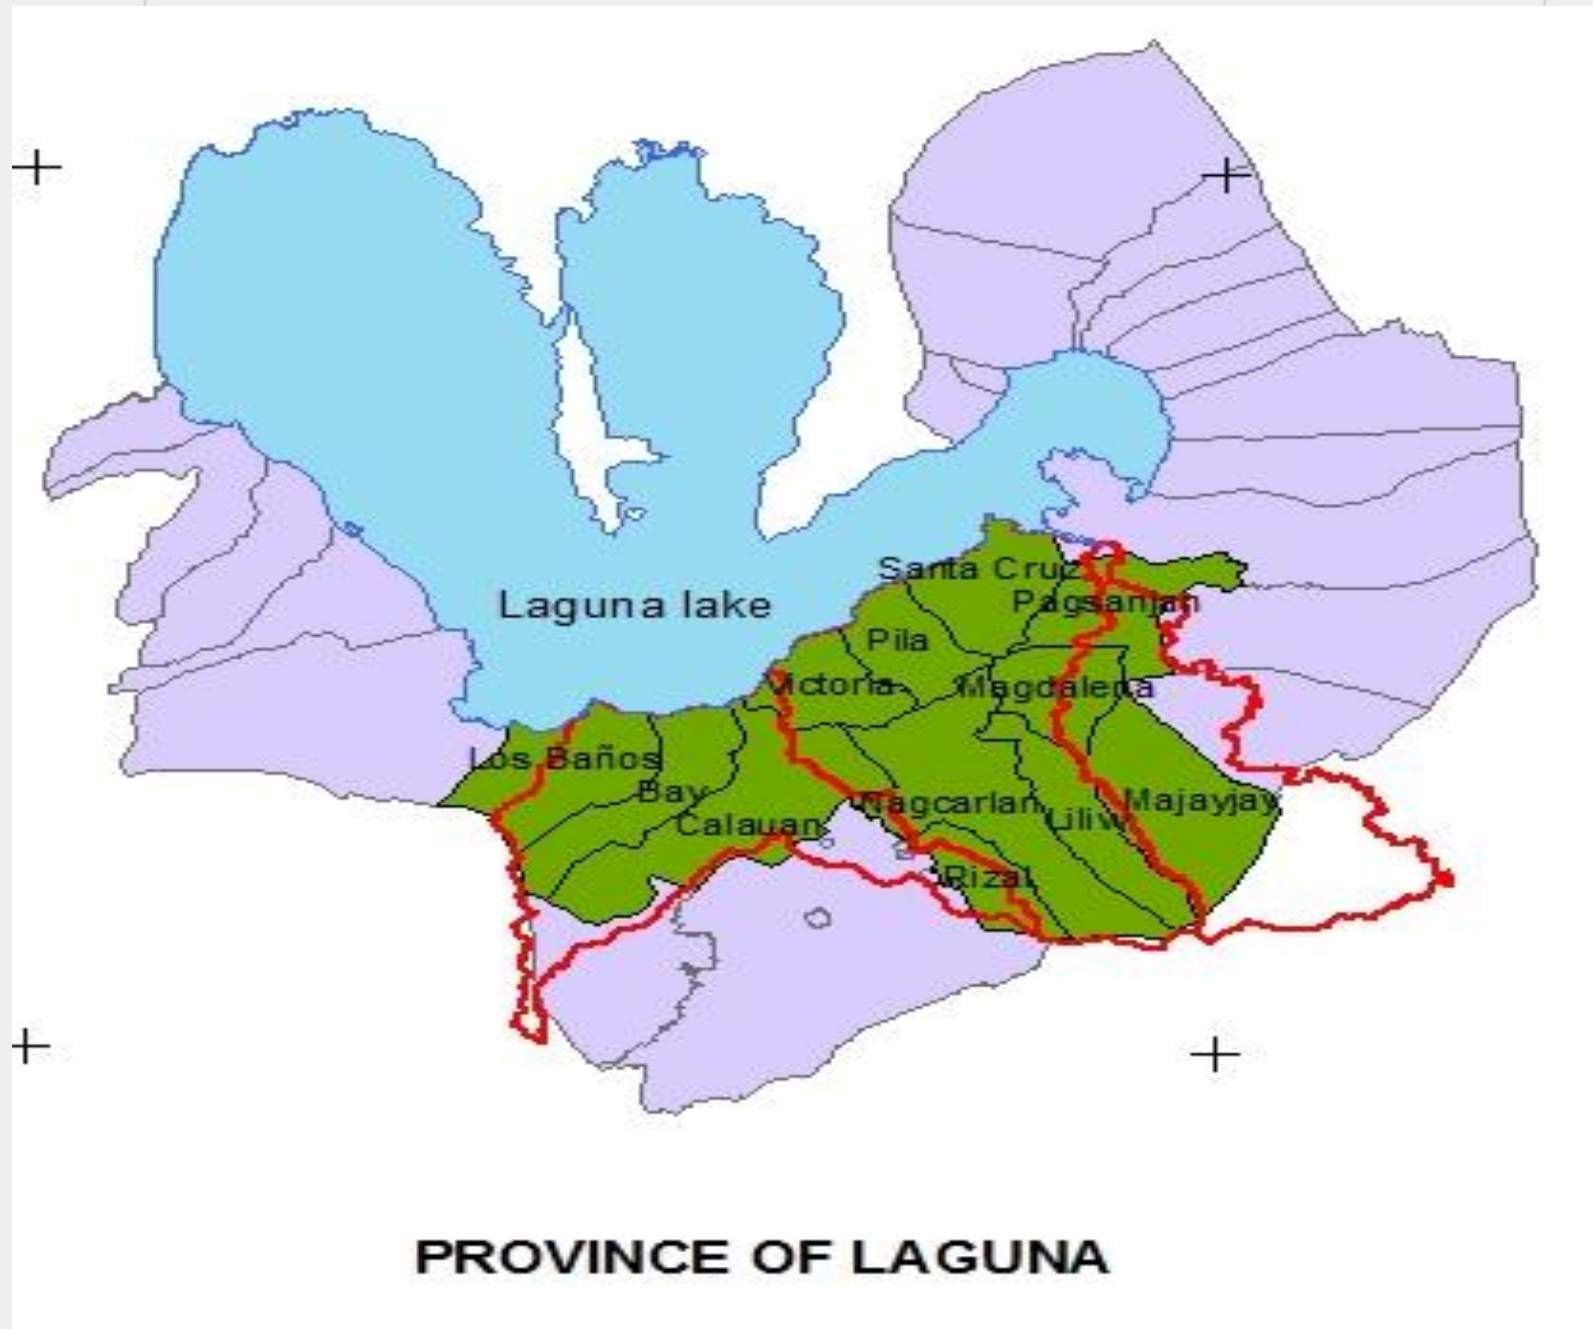 Santa Cruz
Pagsanjan
Laguna lake
Pila
Victoria
Magdalena
Los Baños
Bay
Nagcarlan
Majayjay
Liliw
Calauan
Rizal
PROVINCE OF LAGUNA